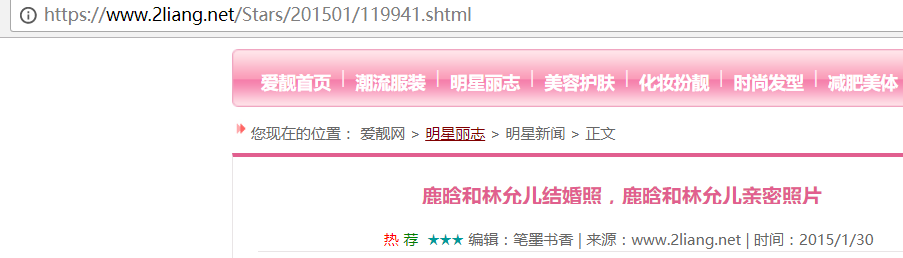 https://www.2liang.net/Stars/201501/119941.shtml
爱靓首页 | 潮流服装 | 明星丽志 | 美容护肤 | 化妆扮靓 | 时尚发型 | 减肥美体
您现在的位置： 爱靓网 > 明星丽志 > 明星新闻 > 正文
鹿晗和林允儿结婚照，鹿晗和林允儿亲密照片
热 荐 ★★★ 编辑：笔墨书香 | 来源：www.2liang.net | 时间：2015/1/30